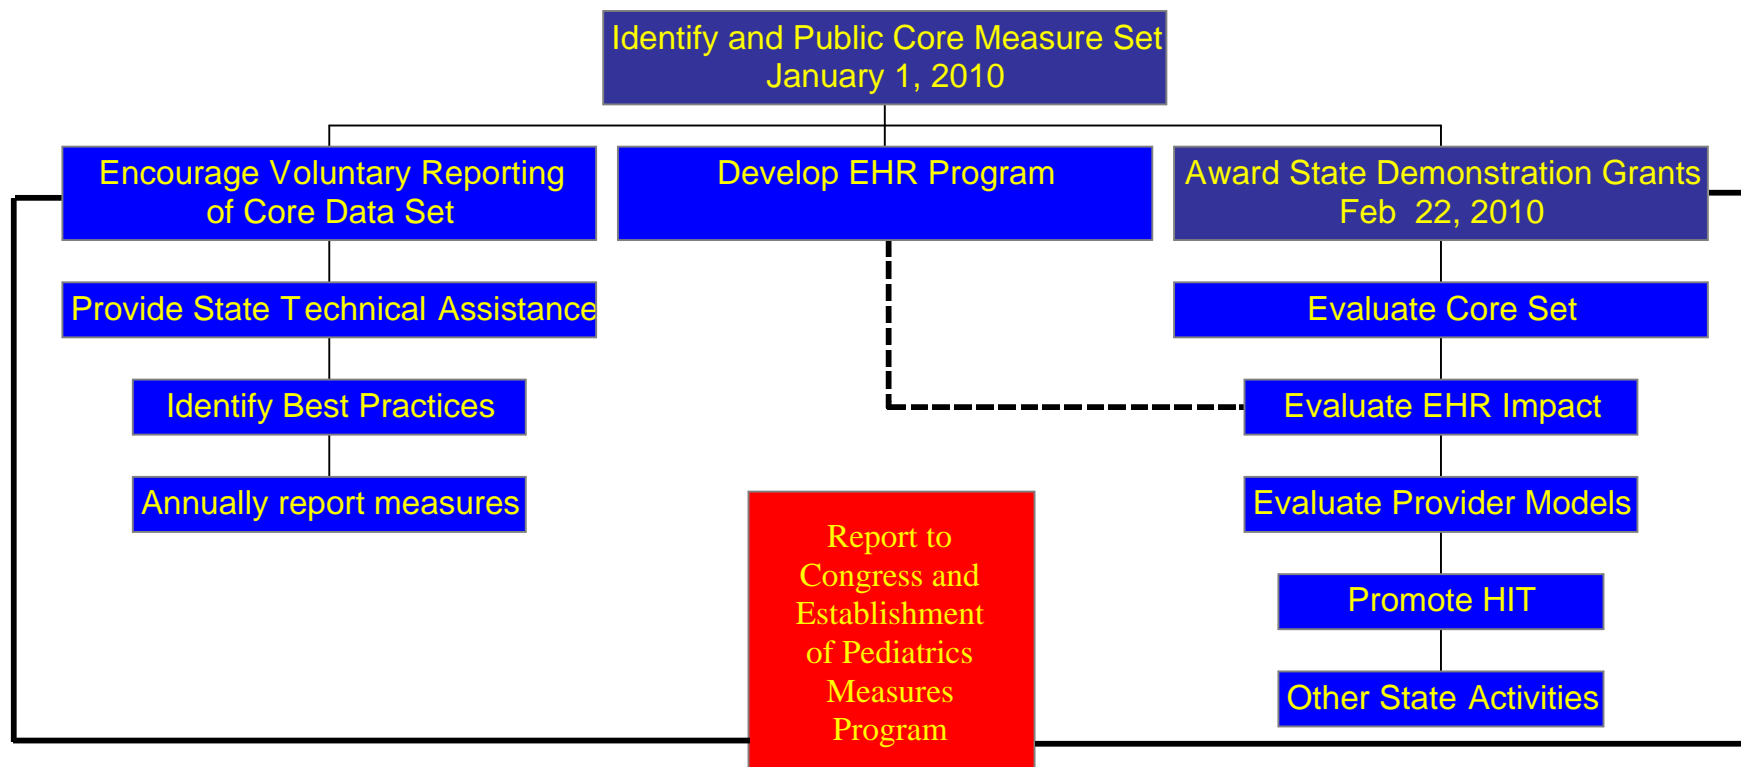 Identify and Public Core Measure Set
January 1, 2010
Encourage Voluntary Reporting
of Core Data Set
Develop EHR Program
Award State Demonstration Grants
Feb 22, 2010
Provide State Technical Assistance
Evaluate Core Set
Identify Best Practices
Evaluate EHR Impact
Annually report measures
Evaluate Provider Models
Report to
Congress and
Establishment
of Pediatrics
Measures
Program
Promote HIT
Other State Activities